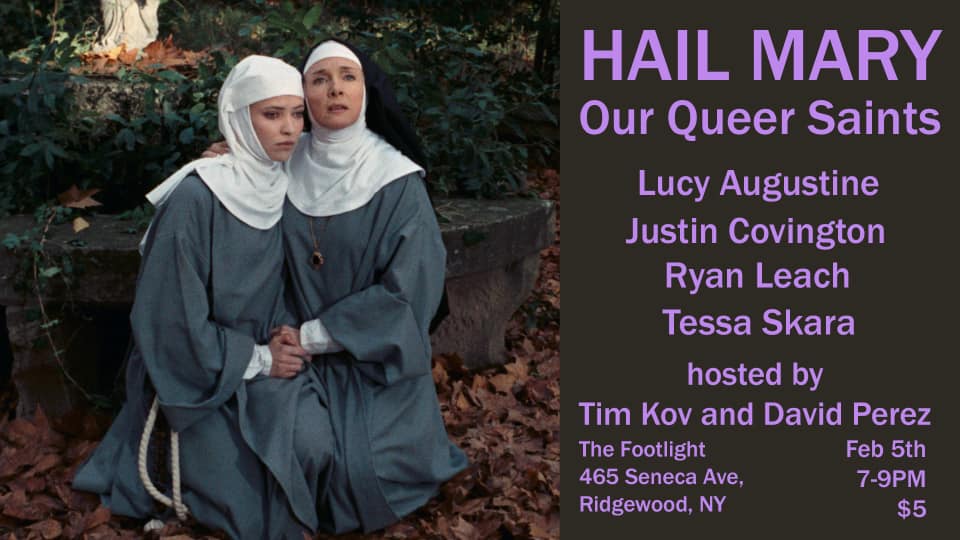 HAIL MARY
Our Queer Saints
Lucy Augustine
Justin Covington
Ryan Leach
Tessa Skara
hosted by
Tim Kov and David Perez
The Footlight
465 Seneca Ave,
Ridgewood, NY
Feb 5th
7-9PM
$5